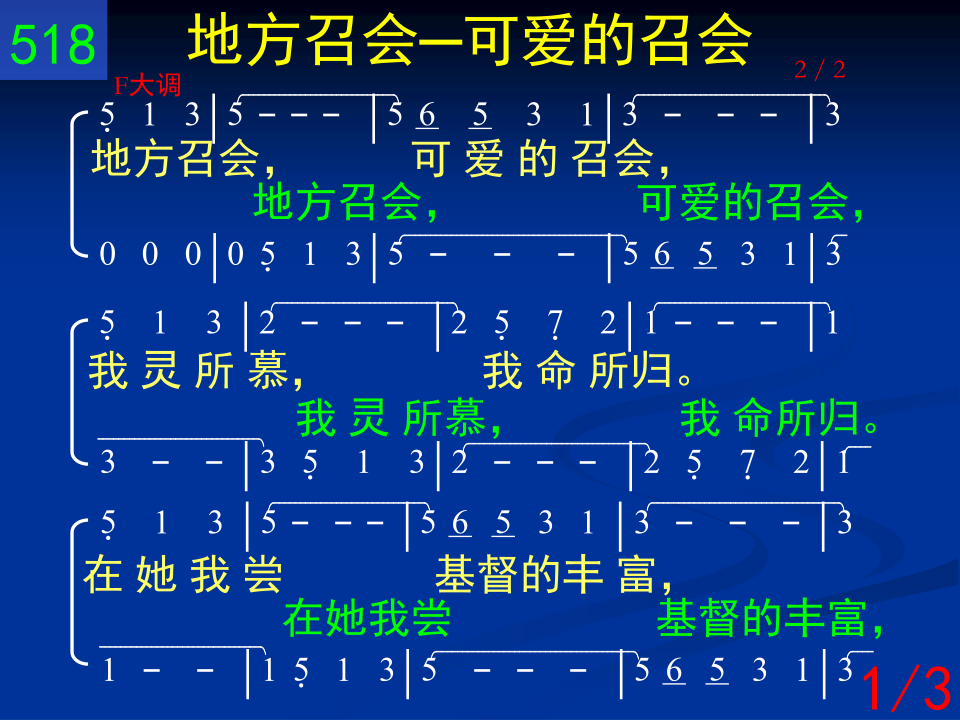 518 地方召会—可爱的召会
F大调 2/2
5̣ 1 3 | 5 - - - | 5 6̲ 5̲ 3 1 | 3 - - - | 3
地方召会， 可 爱 的 召会，
地方召会， 可爱的召会，
0 0 0 | 0 5̣ 1 3 | 5 - - - | 5 6̲ 5̲ 3 1 | 3
5̣ 1 3 | 2 - - - | 2 5̣ 7̣ 2 | 1 - - - | 1
我 灵 所 慕， 我 命 所归。
我 灵 所慕， 我 命所归。
3 - - | 3 5̣ 1 3 | 2 - - - | 2 5̣ 7̣ 2 | 1
5̣ 1 3 | 5 - - - | 5 6̲ 5̲ 3 1 | 3 - - - | 3
在 她 我 尝 基督的丰 富，
在她我尝 基督的丰富，
1 - - | 1 5̣ 1 3 | 5 - - - | 5 6̲ 5̲ 3 1 | 3
1/3